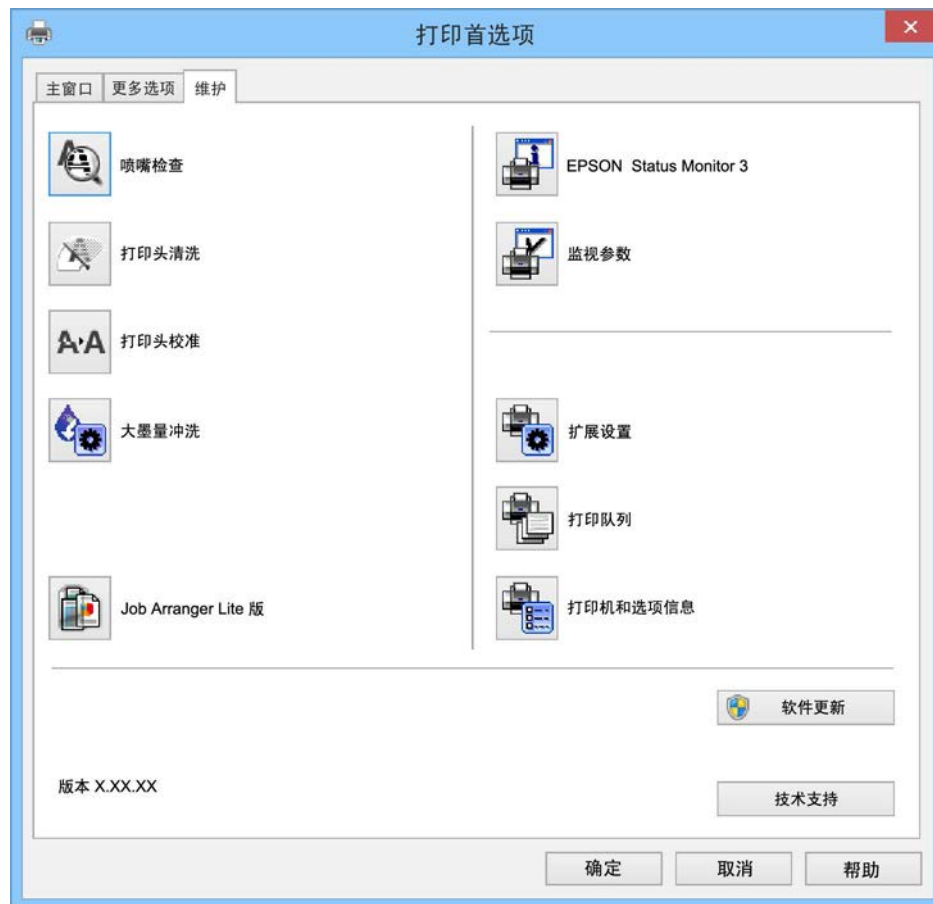 打印首选项
主窗口 更多选项 维护
喷嘴检查
打印头清洗
打印头校准
大墨量冲洗
Job Arranger Lite 版
EPSON Status Monitor 3
监视参数
扩展设置
打印队列
打印机和选项信息
软件更新
版本 X.XX.XX
技术支持
确定 取消 帮助